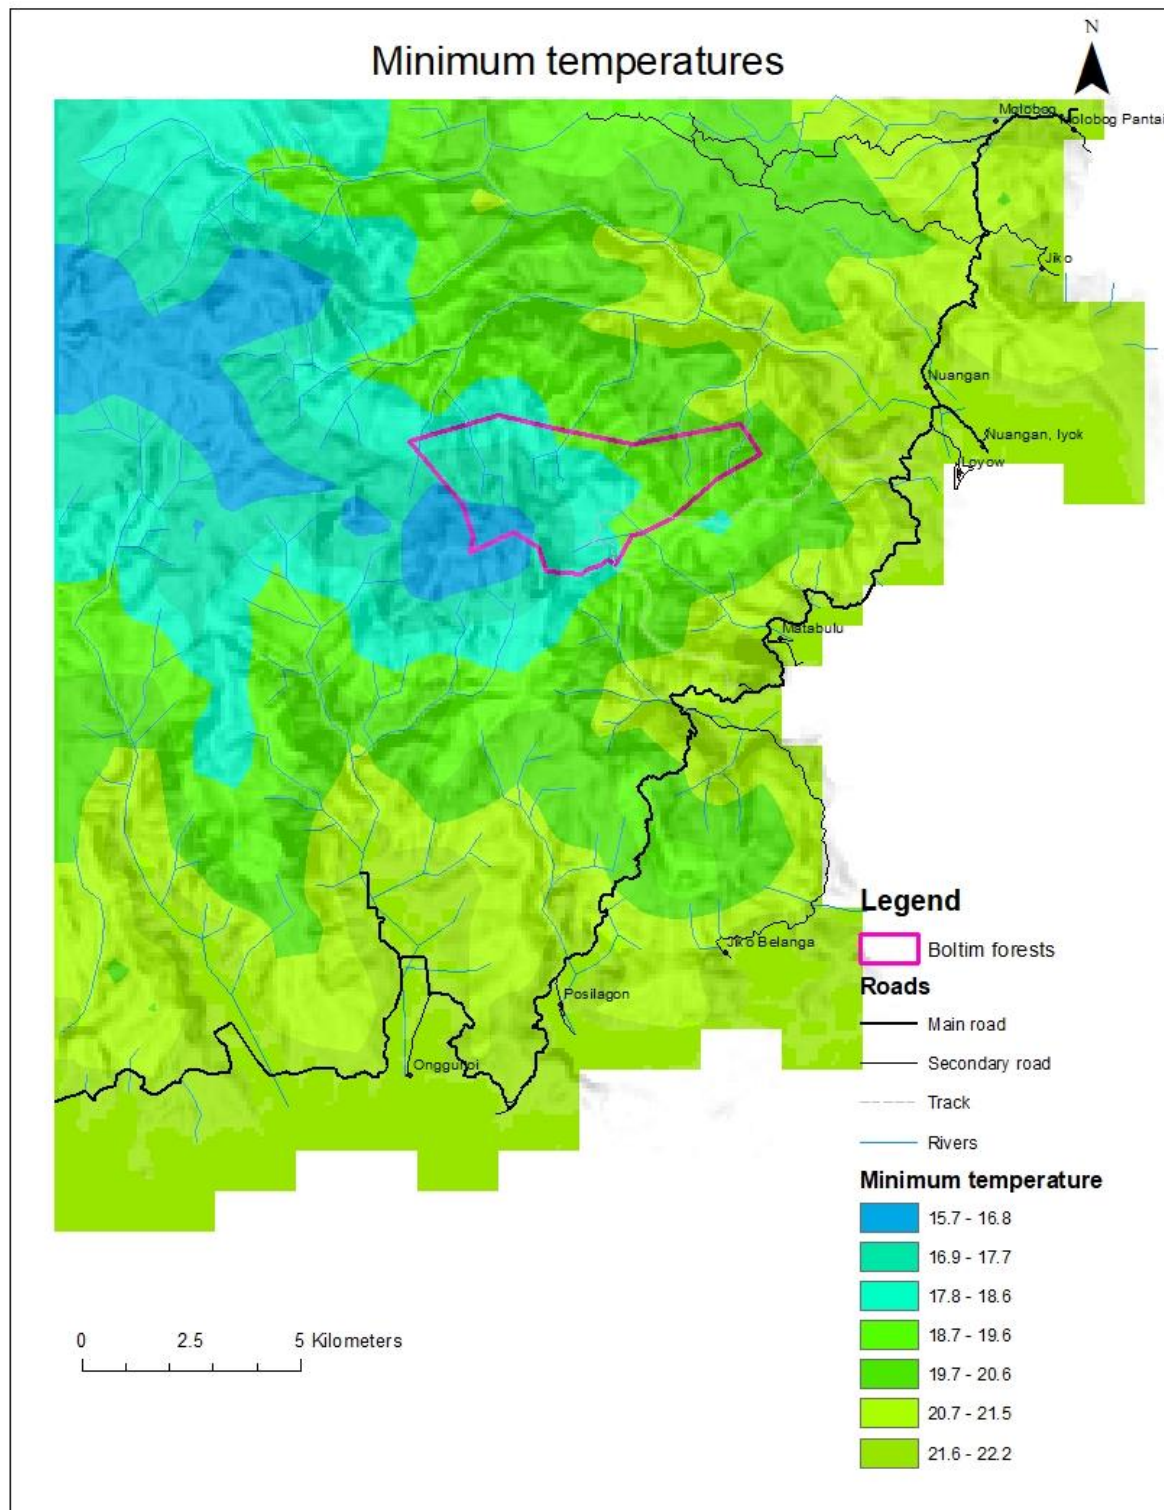 Minimum temperatures
N
Molobog
Molobog Pantai
Jiko
Nuangan
Nuangan, Iyok
Loyow
Matabulu
Jiko Belanga
Posilagon
Legend
Boltim forests
Roads
Main road
Secondary road
Track
Rivers
Minimum temperature
15.7 - 16.8
16.9 - 17.7
17.8 - 18.6
18.7 - 19.6
19.7 - 20.6
20.7 - 21.5
21.6 - 22.2
0 2.5 5 Kilometers